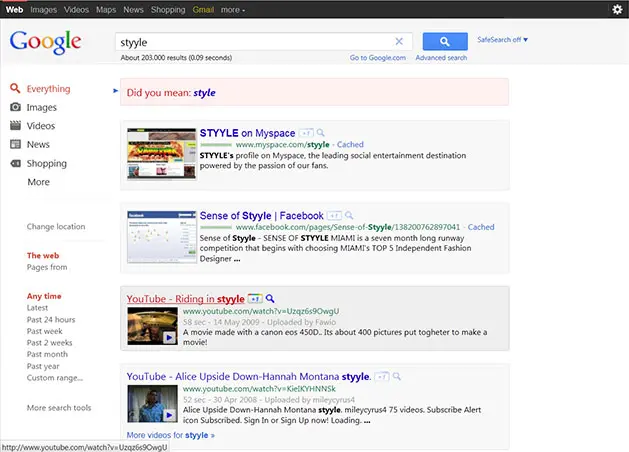 Web Images Videos Maps News Shopping Gmail more
Google
styyle
SafeSearch off
About 203.000 results (0.09 seconds)
Go to Google.com Advanced search
Everything
Images
Videos
News
Shopping
More
Change location
The web
Pages from
Any time
Latest
Past 24 hours
Past week
Past 2 weeks
Past month
Past year
Custom range...
More search tools
Did you mean: style
STYYLE on Myspace +1
www.myspace.com/styyle - Cached
STYYLE's profile on Myspace, the leading social entertainment destination
powered by the passion of our fans.
Sense of Styyle | Facebook +1
www.facebook.com/pages/Sense-of-Styyle/138200762897041 - Cached
Sense of Styyle - SENSE OF STYYLE MIAMI is a seven month long runway
competition that begins with choosing MIAMI's TOP 5 Independent Fashion
Designer ...
YouTube - Riding in styyle +1
www.youtube.com/watch?v=Uzqz6s9OwgU
58 sec - 14 May 2009 - Uploaded by Fawio
A movie made with a canon eos 450D.. Its about 400 pictures put togheter to make a
movie!
YouTube - Alice Upside Down-Hannah Montana styyle. +1
www.youtube.com/watch?v=KieIKYHNNSk
52 sec - 30 Apr 2008 - Uploaded by mileycyrus4
Alice Upside Down-Hannah Montana styyle. mileycyrus4 75 videos. Subscribe Alert
icon Subscribed. Sign In or Sign Up now! Loading. ...
More videos for styyle »
http://www.youtube.com/watch?v=Uzqz6s9OwgU